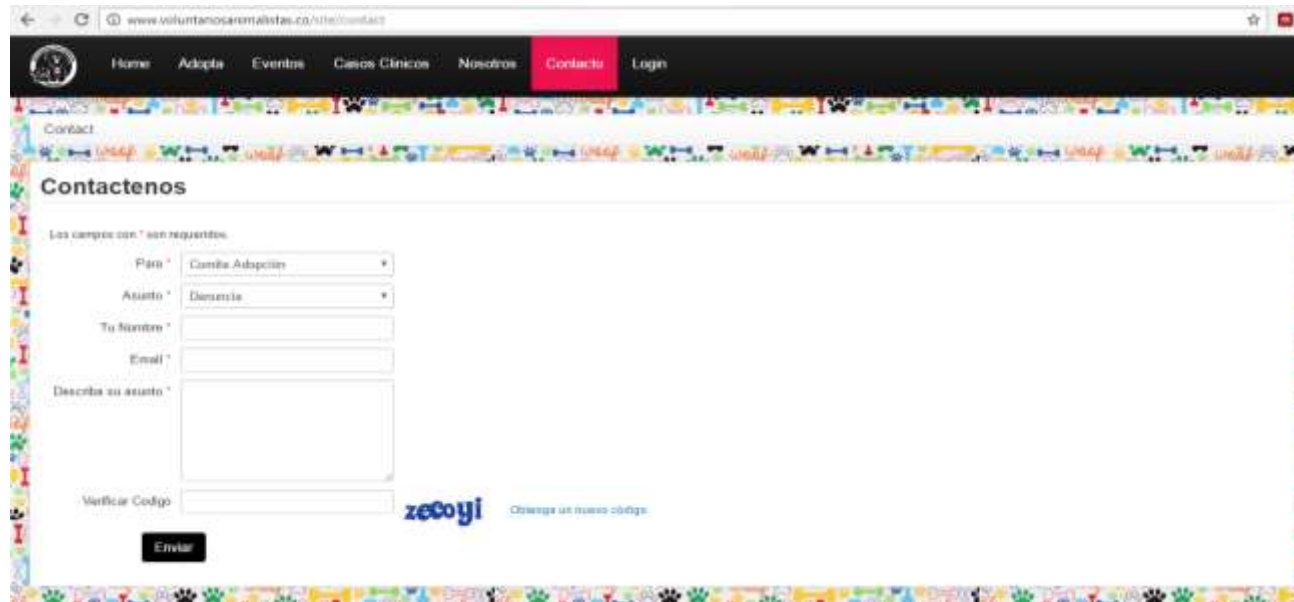 www.voluntariosanimalistas.co/site/contact
Home Adopta Eventos Casos Clinicos Nosotros Contacto Login
Contact
Contactenos
Los campos con * son requeridos.
Para * Comite Adopción
Asunto * Denuncia
Tu Nombre *
Email *
Describa su asunto *
Verificar Codigo zecoyi Obtenga un nuevo código
Enviar